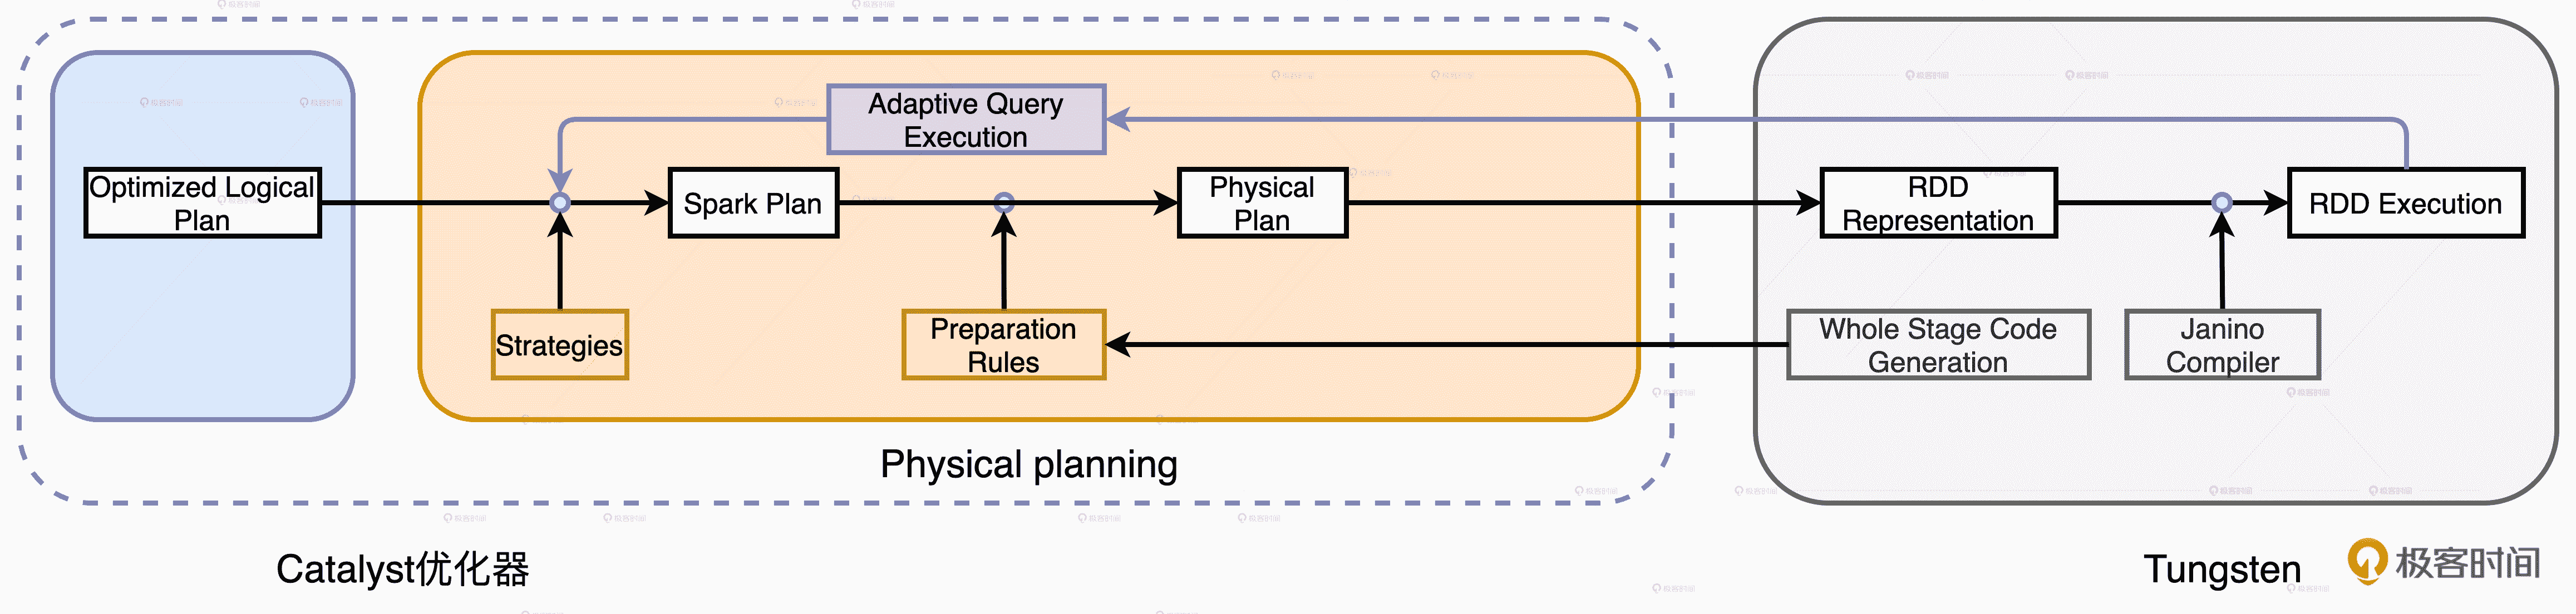 Adaptive Query
Execution
Optimized Logical
Plan
Spark Plan
Physical
Plan
RDD
Representation
RDD Execution
Strategies
Preparation
Rules
Whole Stage Code
Generation
Janino
Compiler
Physical planning
Catalyst优化器
Tungsten
极客时间